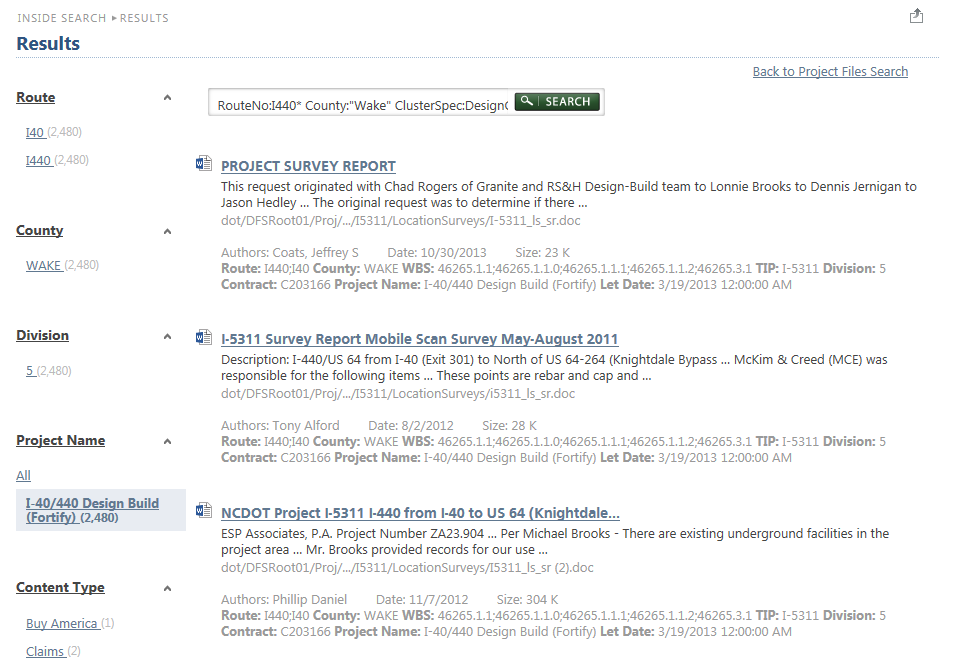 INSIDE SEARCH ▸ RESULTS
Results
Back to Project Files Search
Route
I40 (2,480)
I440 (2,480)
County
WAKE (2,480)
Division
5 (2,480)
Project Name
All
I-40/440 Design Build
(Fortify) (2,480)
Content Type
Buy America (1)
Claims (2)
RouteNo:I440* County:"Wake" ClusterSpec:Design
SEARCH
PROJECT SURVEY REPORT
This request originated with Chad Rogers of Granite and RS&H Design-Build team to Lonnie Brooks to Dennis Jernigan to
Jason Hedley ... The original request was to determine if there ...
dot/DFSRoot01/Proj/.../I5311/LocationSurveys/I-5311_ls_sr.doc
Authors: Coats, Jeffrey S Date: 10/30/2013 Size: 23 K
Route: I440;I40 County: WAKE WBS: 46265.1.1;46265.1.1.0;46265.1.1.1;46265.1.1.2;46265.3.1 TIP: I-5311 Division: 5
Contract: C203166 Project Name: I-40/440 Design Build (Fortify) Let Date: 3/19/2013 12:00:00 AM
I-5311 Survey Report Mobile Scan Survey May-August 2011
Description: I-440/US 64 from I-40 (Exit 301) to North of US 64-264 (Knightdale Bypass ... McKim & Creed (MCE) was
responsible for the following items ... These points are rebar and cap and ...
dot/DFSRoot01/Proj/.../I5311/LocationSurveys/i5311_ls_sr.doc
Authors: Tony Alford Date: 8/2/2012 Size: 28 K
Route: I440;I40 County: WAKE WBS: 46265.1.1;46265.1.1.0;46265.1.1.1;46265.1.1.2;46265.3.1 TIP: I-5311 Division: 5
Contract: C203166 Project Name: I-40/440 Design Build (Fortify) Let Date: 3/19/2013 12:00:00 AM
NCDOT Project I-5311 I-440 from I-40 to US 64 (Knightdale...
ESP Associates, P.A. Project Number ZA23.904 ... Per Michael Brooks - There are existing underground facilities in the
project area ... Mr. Brooks provided records for our use ...
dot/DFSRoot01/Proj/.../I5311/LocationSurveys/I5311_ls_sr (2).doc
Authors: Phillip Daniel Date: 11/7/2012 Size: 304 K
Route: I440;I40 County: WAKE WBS: 46265.1.1;46265.1.1.0;46265.1.1.1;46265.1.1.2;46265.3.1 TIP: I-5311 Division: 5
Contract: C203166 Project Name: I-40/440 Design Build (Fortify) Let Date: 3/19/2013 12:00:00 AM